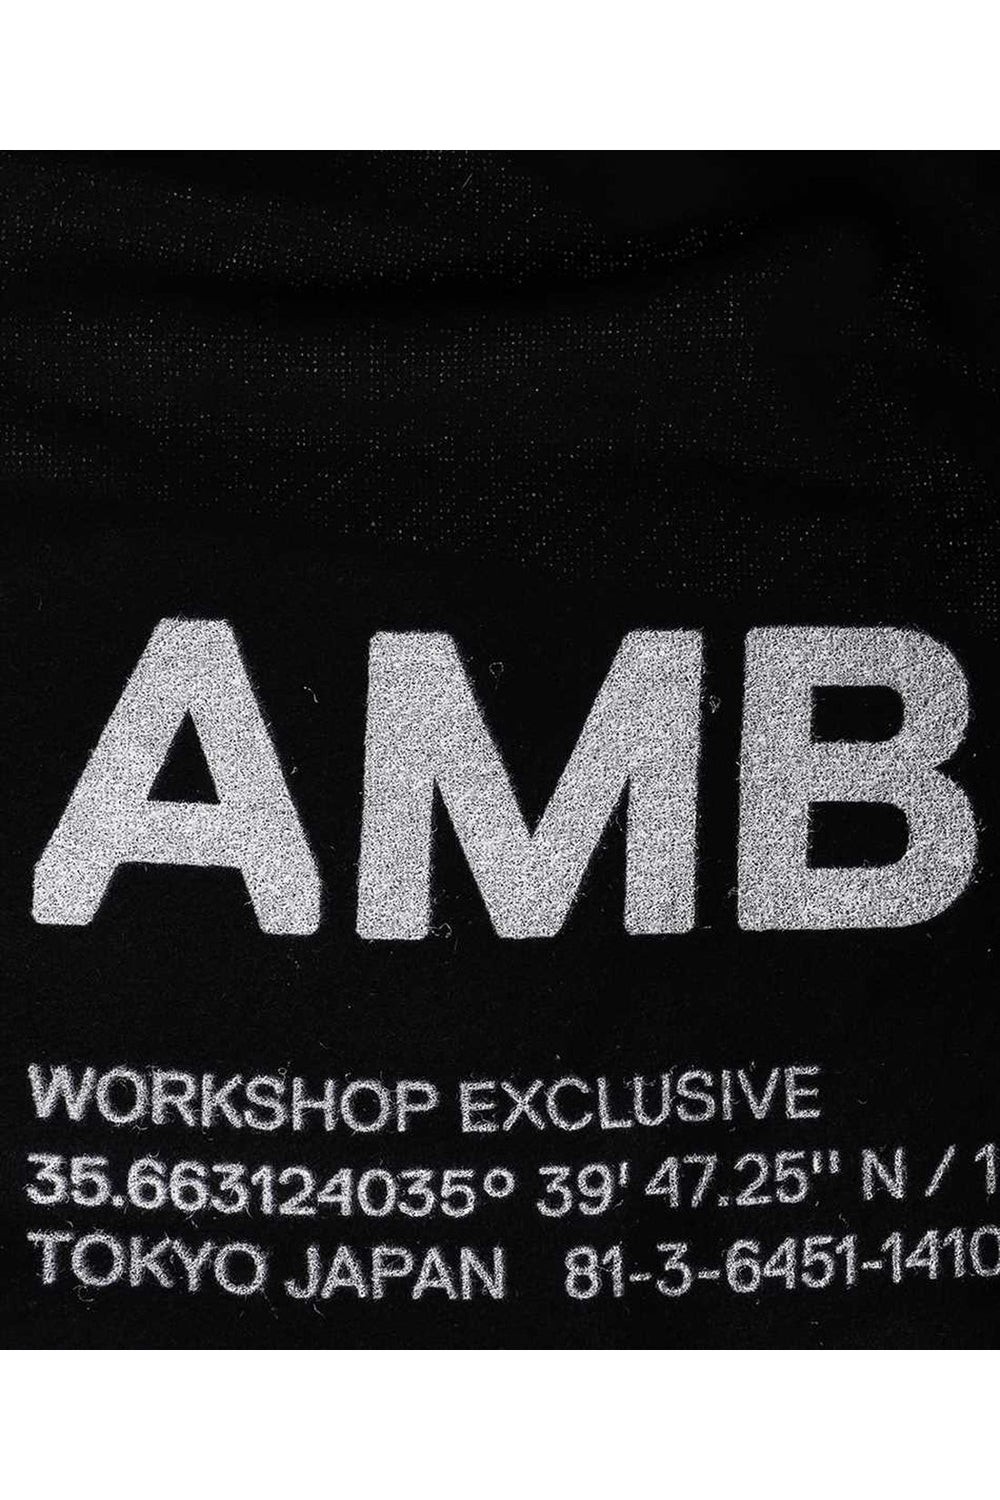 AMB
WORKSHOP EXCLUSIVE
35.663124035° 39' 47.25" N / 1
TOKYO JAPAN 81-3-6451-1410